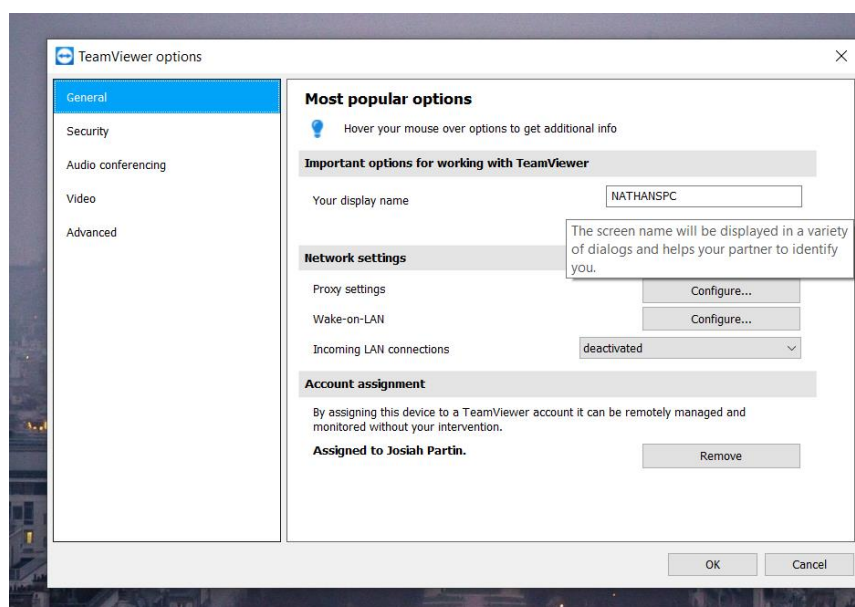 TeamViewer options
General
Security
Audio conferencing
Video
Advanced
Most popular options
Hover your mouse over options to get additional info
Important options for working with TeamViewer
Your display name
NATHANSPC
The screen name will be displayed in a variety
of dialogs and helps your partner to identify
you.
Network settings
Proxy settings
Configure...
Wake-on-LAN
Configure...
Incoming LAN connections
deactivated
Account assignment
By assigning this device to a TeamViewer account it can be remotely managed and
monitored without your intervention.
Assigned to Josiah Partin.
Remove
OK
Cancel